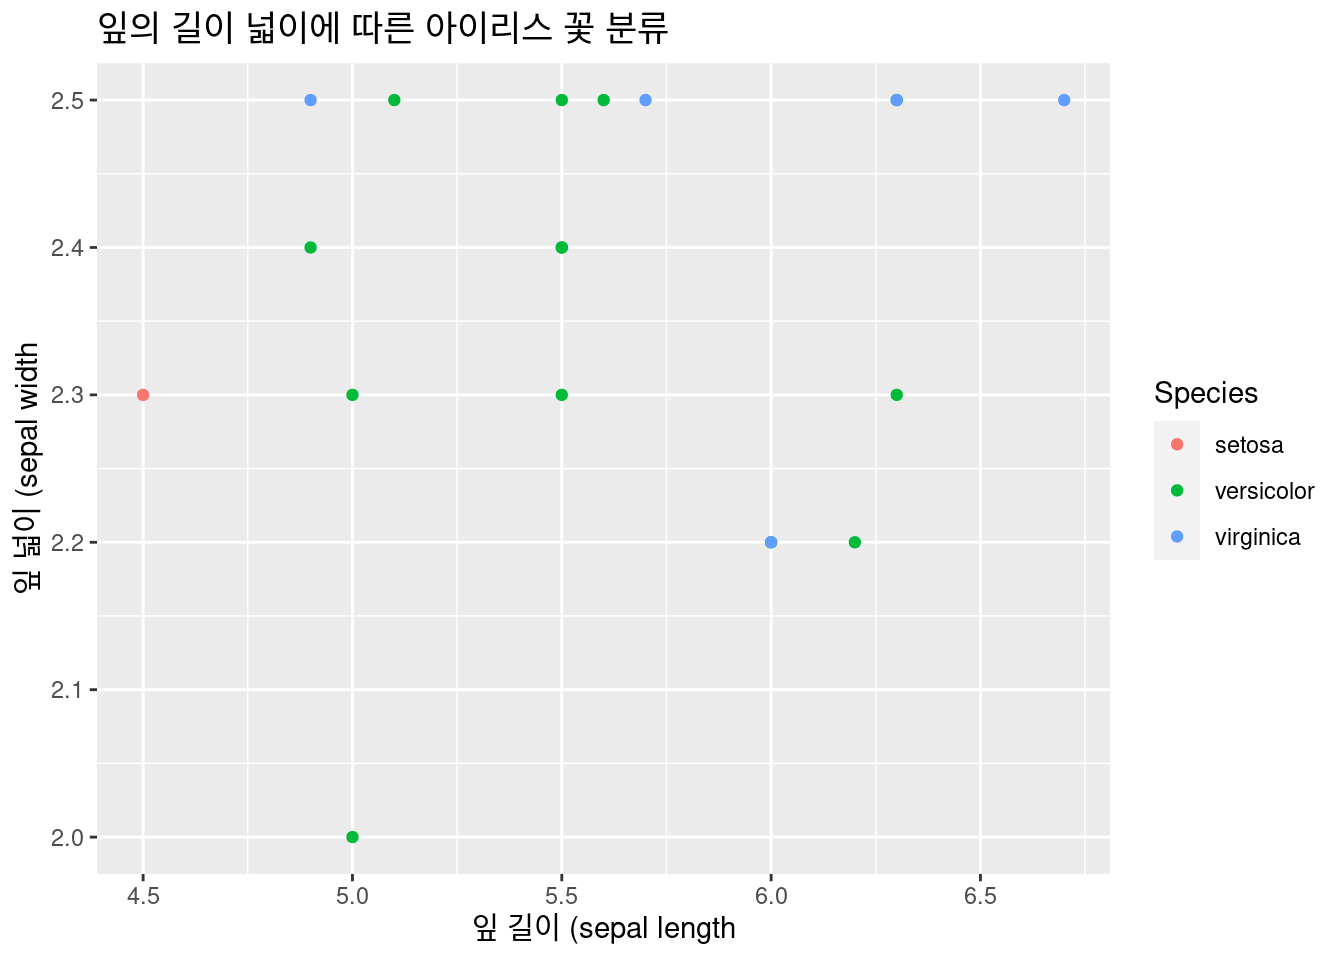 잎의 길이 넓이에 따른 아이리스 꽃 분류
2.5
2.4
2.3
2.2
2.1
2.0
잎 넓이 (sepal width
4.5 5.0 5.5 6.0 6.5
잎 길이 (sepal length
Species
setosa
versicolor
virginica